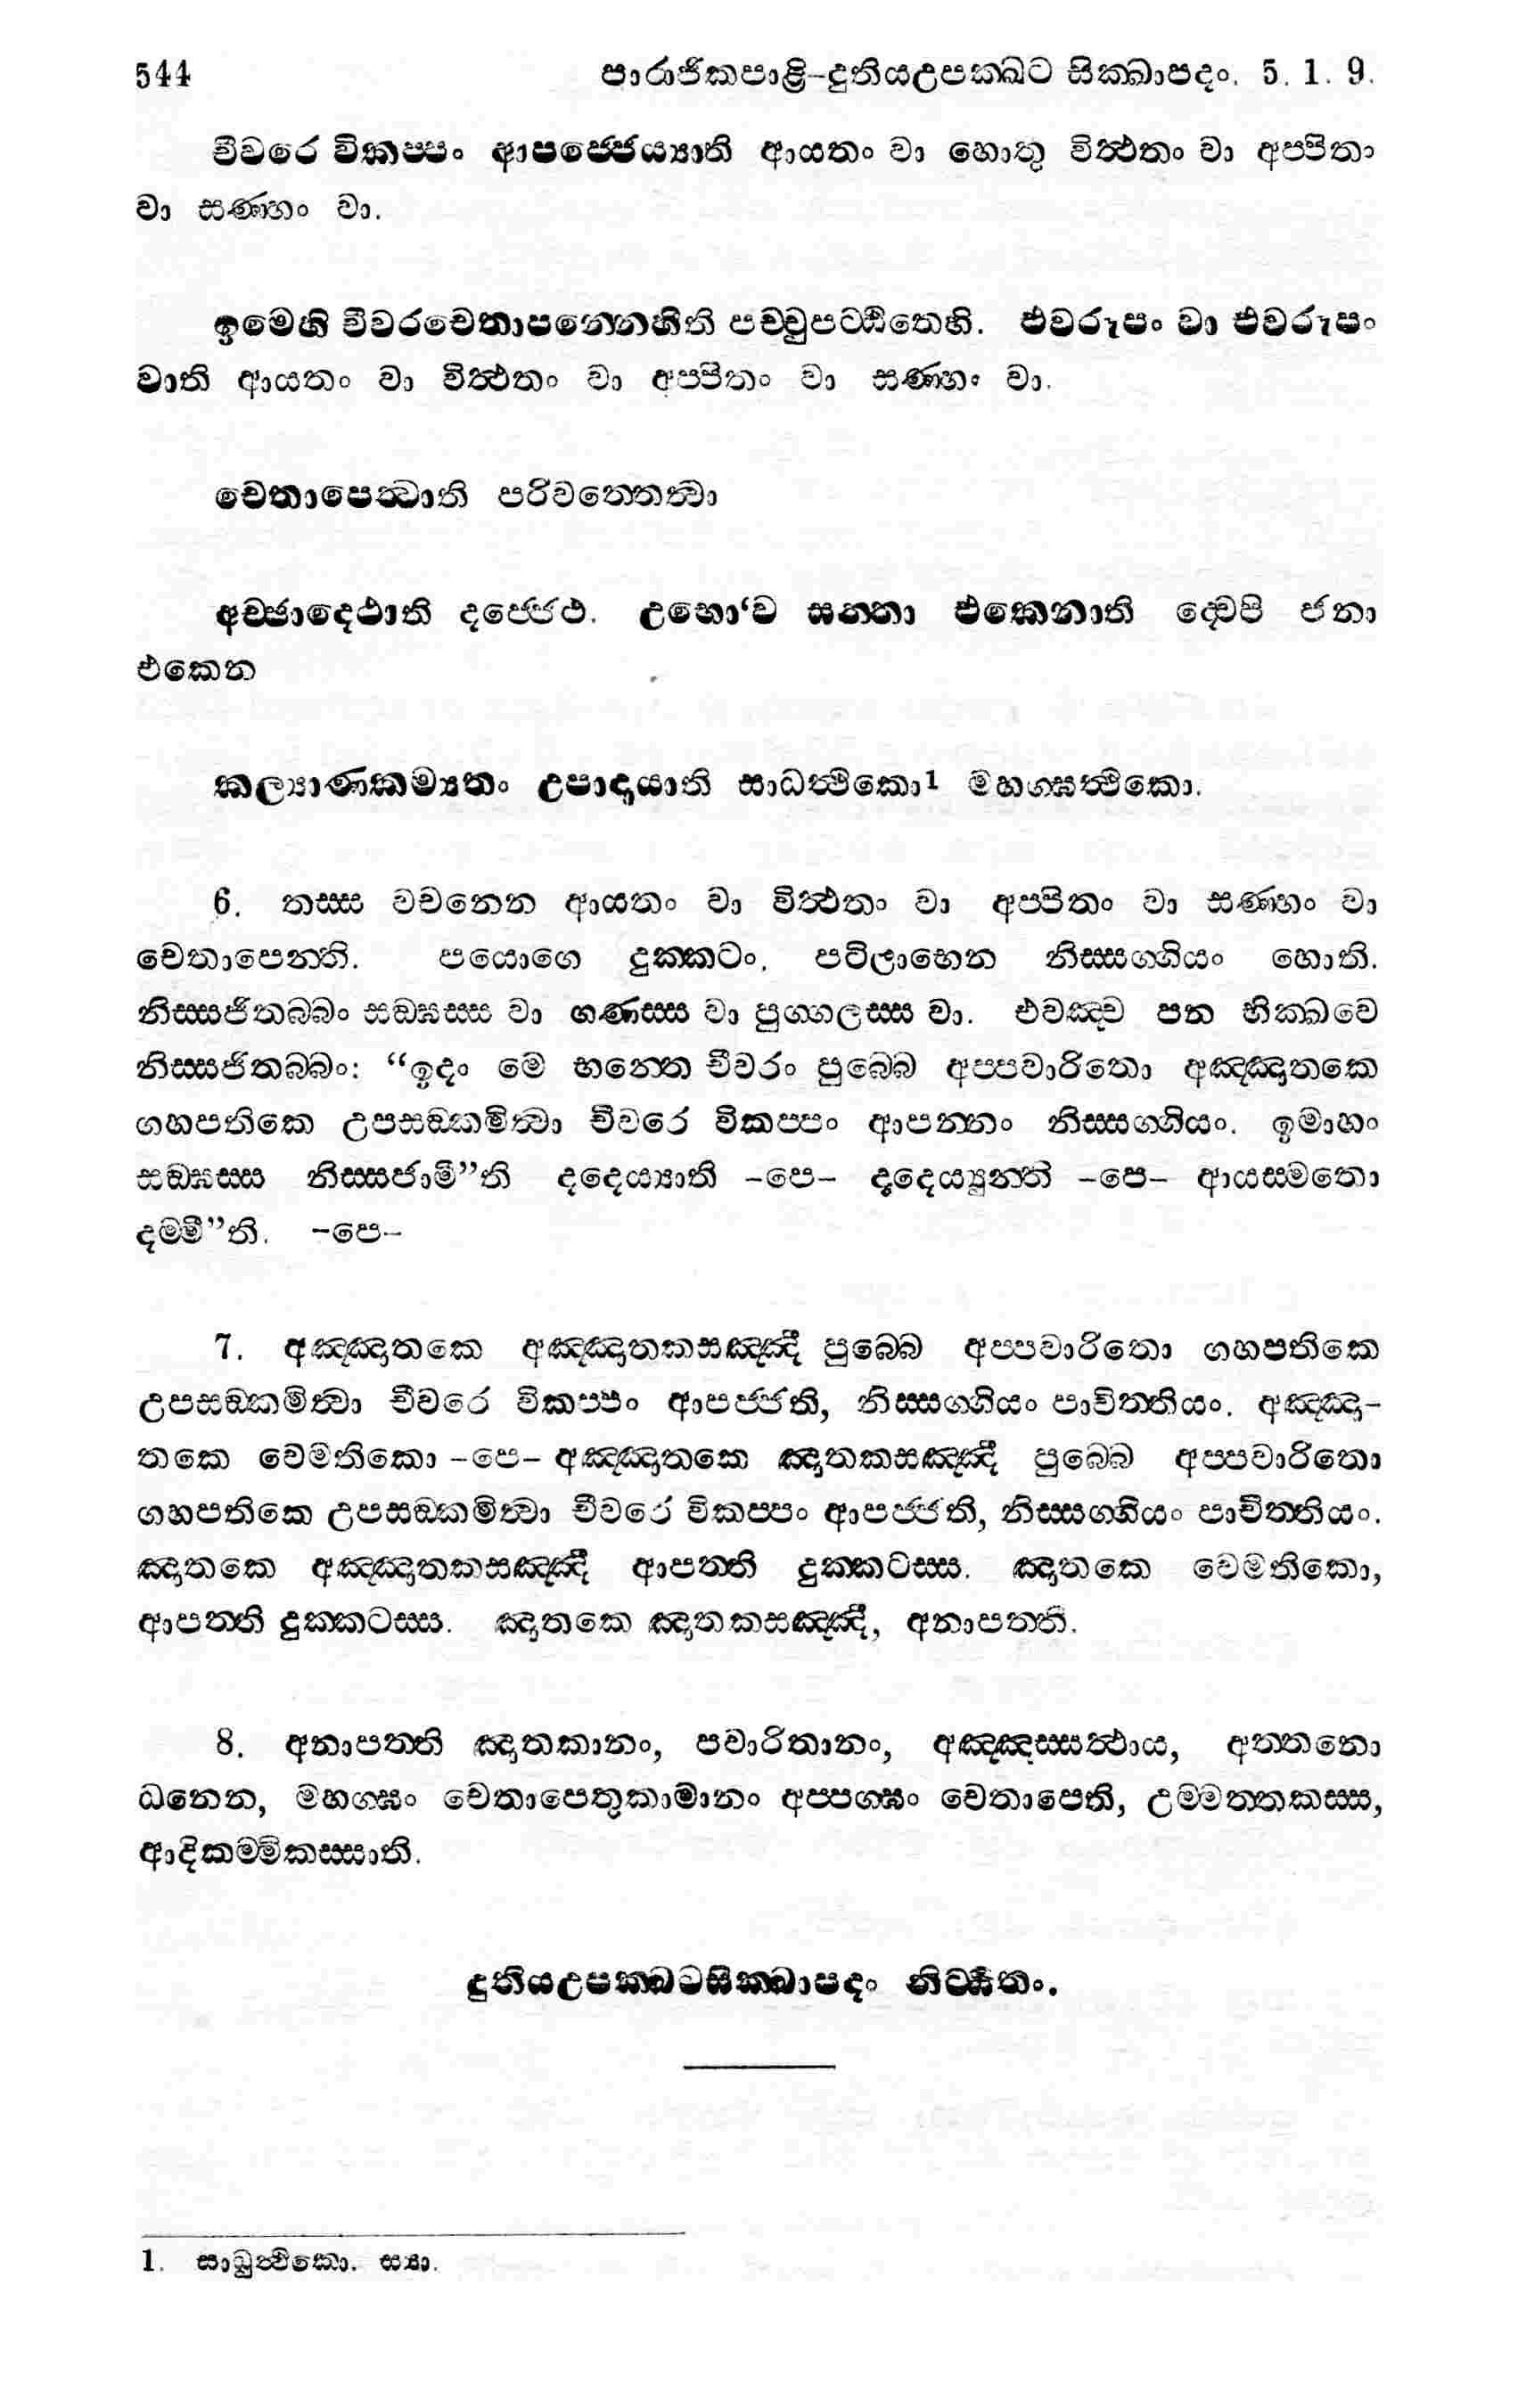 544 පාරාජිකපාළි-දුතියඋපක්ඛට සික්ඛාපදං. 5. 1. 9.
චීවරෙ විකප්පං ආපජ්ජෙය්‍යාති ආයතං වා හොතු විත්‍ථතං වා අප්පිතං
වා සණ්හං වා.
ඉමෙහි චීවරචෙතාපන්නෙහීති පච්චුපට්ඨිතෙහි. එවරූපං වා එවරූපං
වාති ආයතං වා විත්‍ථතං වා අප්පිතං වා සණ්හං වා.
චෙතාපෙත්‍වාති පරිවත්තෙත්‍වා
අච්ඡාදෙථාති දජ්ජෙථ. උභො‘ව සන්තා එකෙනාති ද්‍වෙපි ජනා
එකෙන
කල්‍යාණකම්‍යතං උපාදායාති සාධත්‍ථිකො1 මහග්ඝත්‍ථිකො.
6. තස්ස වචනෙන ආයතං වා විත්‍ථතං වා අප්පිතං වා සණ්හං වා
චෙතාපෙන්ති. පයොගෙ දුක්කටං. පටිලාභෙන නිස්සග්ගියං හොති.
නිස්සජිතබ්බං සඞ්ඝස්ස වා ගණස්ස වා පුග්ගලස්ස වා. එවඤ්ච පන භික්ඛවෙ
නිස්සජිතබ්බං: “ඉදං මෙ භන්තෙ චීවරං පුබ්බෙ අප්පවාරිතො අඤ්ඤාතකෙ
ගහපතිකෙ උපසඞ්කමිත්‍වා චීවරෙ විකප්පං ආපන්නං නිස්සග්ගියං. ඉමාහං
සඞ්ඝස්ස නිස්සජාමී”ති දදෙය්‍යාති -පෙ- දදෙය්‍යුන්ති -පෙ- ආයස්මතො
දම්මී”ති. -පෙ-
7. අඤ්ඤාතකෙ අඤ්ඤාතකසඤ්ඤී පුබ්බෙ අප්පවාරිතො ගහපතිකෙ
උපසඞ්කමිත්‍වා චීවරෙ විකප්පං ආපජ්ජති, නිස්සග්ගියං පාචිත්තියං. අඤ්ඤා-
තකෙ වෙමතිකො -පෙ- අඤ්ඤාතකෙ ඤාතකසඤ්ඤී පුබ්බෙ අප්පවාරිතො
ගහපතිකෙ උපසඞ්කමිත්‍වා චීවරෙ විකප්පං ආපජ්ජති, නිස්සග්ගියං පාචිත්තියං.
ඤාතකෙ අඤ්ඤාතකසඤ්ඤී ආපත්ති දුක්කටස්ස. ඤාතකෙ වෙමතිකො,
ආපත්ති දුක්කටස්ස. ඤාතකෙ ඤාතකසඤ්ඤී, අනාපත්ති.
8. අනාපත්ති ඤාතකානං, පවාරිතානං, අඤ්ඤස්සත්‍ථාය, අත්තනො
ධනෙන, මහග්ඝං චෙතාපෙතුකාමානං අප්පග්ඝං චෙතාපෙති, උම්මත්තකස්ස,
ආදිකම්මිකස්සාති.
දුතියඋපක්ඛටසික්ඛාපදං නිට්ඨිතං.
1. සාධුත්‍ථිකො. ස්‍යා.